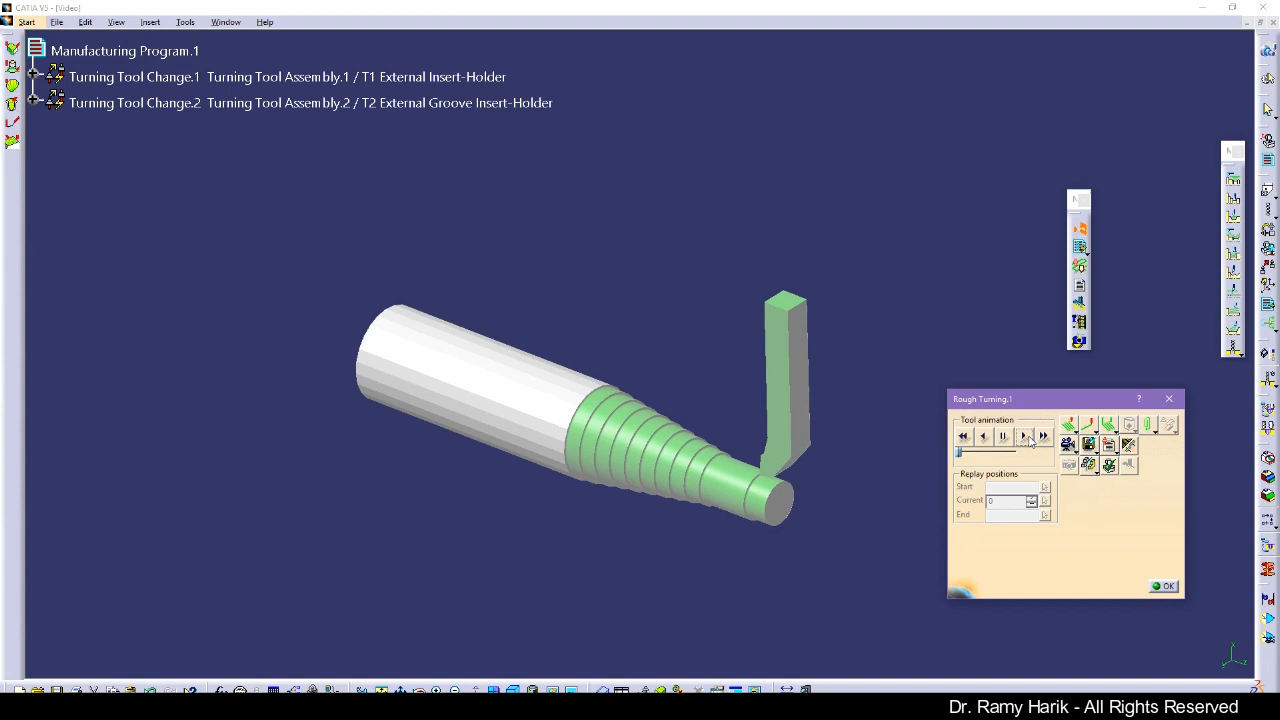 CATIA V5 - [Video]
Start File Edit View Insert Tools Window Help
Manufacturing Program.1
Turning Tool Change.1 Turning Tool Assembly.1 / T1 External Insert-Holder
Turning Tool Change.2 Turning Tool Assembly.2 / T2 External Groove Insert-Holder
Rough Turning.1
Tool animation
Replay positions
Start
Current 0
End
OK
Dr. Ramy Harik - All Rights Reserved